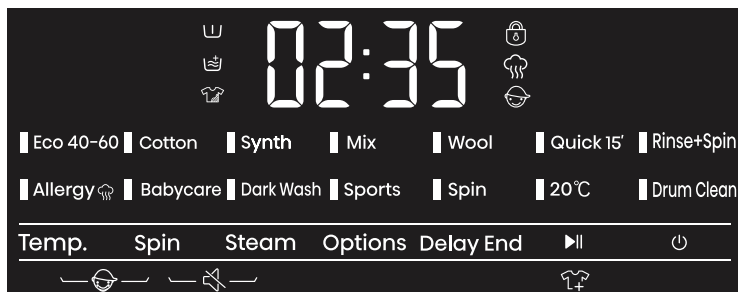 02:35
Eco 40-60 Cotton Synth Mix Wool Quick 15' Rinse+Spin
Allergy Babycare Dark Wash Sports Spin 20℃ Drum Clean
Temp. Spin Steam Options Delay End